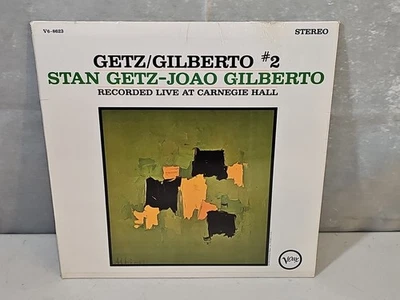 V6-8623
STEREO
GETZ/GILBERTO #2
STAN GETZ-JOAO GILBERTO
RECORDED LIVE AT CARNEGIE HALL
VERVE